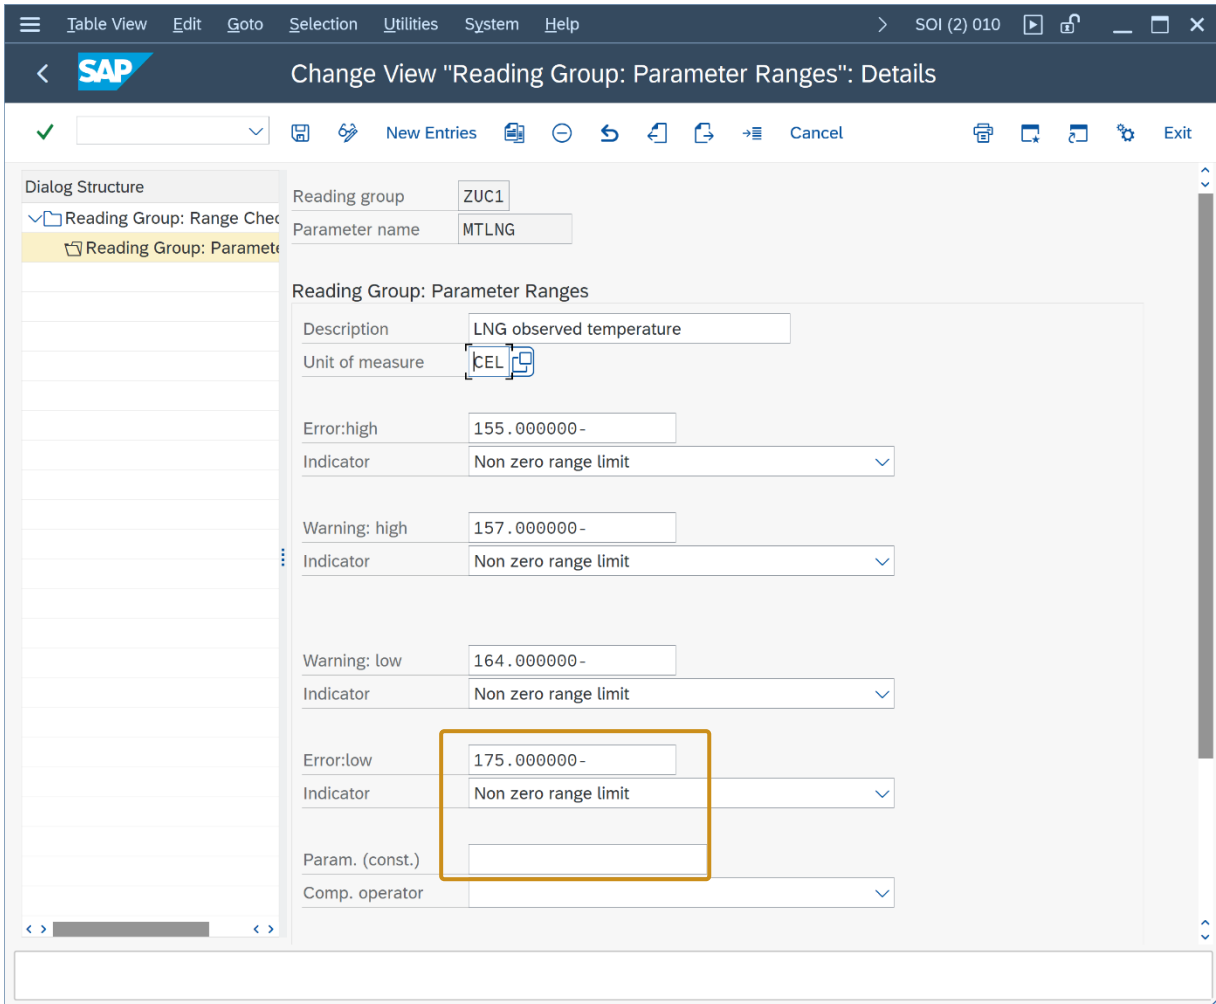 Table View Edit Goto Selection Utilities System Help SOI (2) 010
SAP Change View "Reading Group: Parameter Ranges": Details
New Entries Cancel Exit
Dialog Structure
Reading Group: Range Chec
Reading Group: Paramete
Reading group ZUC1
Parameter name MTLNG
Reading Group: Parameter Ranges
Description LNG observed temperature
Unit of measure CEL
Error:high 155.000000-
Indicator Non zero range limit
Warning: high 157.000000-
Indicator Non zero range limit
Warning: low 164.000000-
Indicator Non zero range limit
Error:low 175.000000-
Indicator Non zero range limit
Param. (const.)
Comp. operator